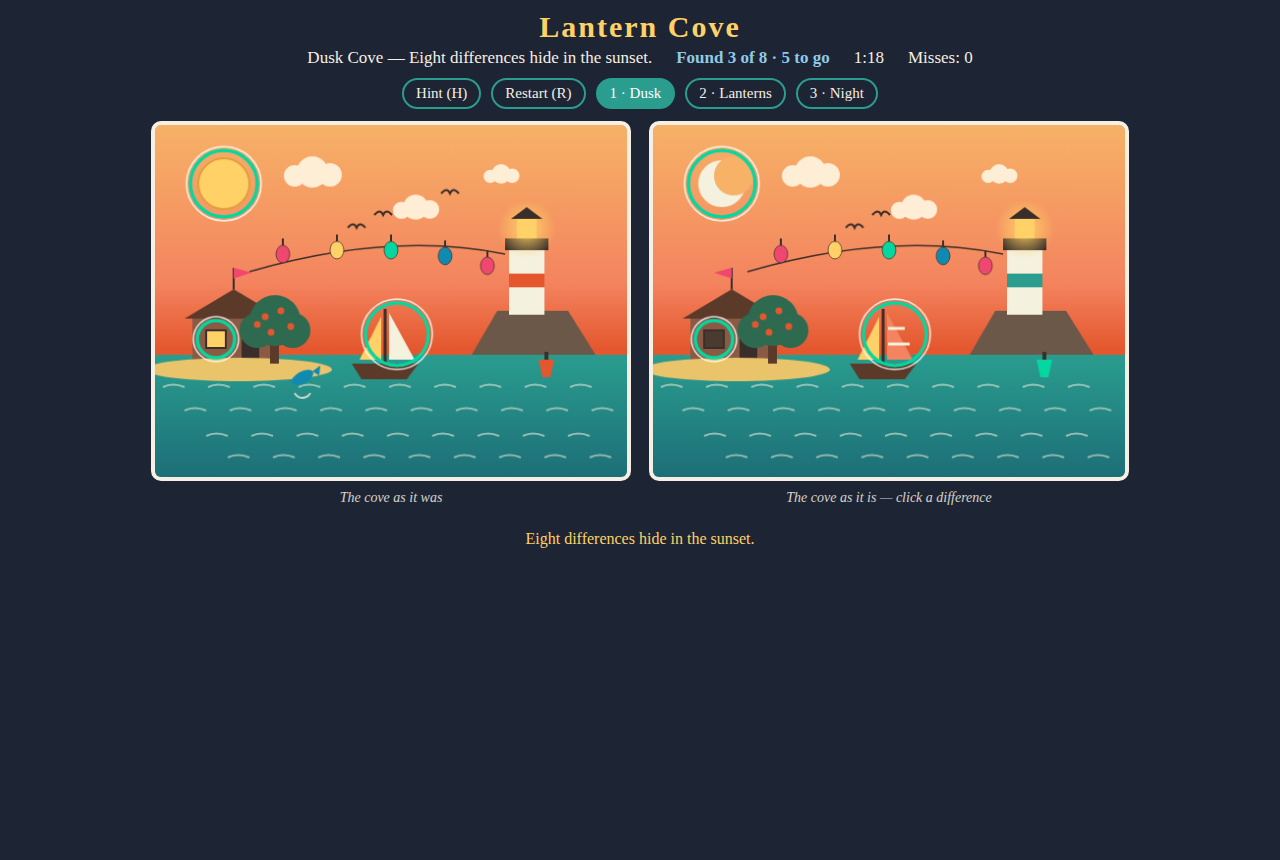 Lantern Cove
Dusk Cove — Eight differences hide in the sunset. Found 3 of 8 · 5 to go 1:18 Misses: 0
Hint (H) Restart (R) 1 · Dusk 2 · Lanterns 3 · Night
The cove as it was
The cove as it is — click a difference
Eight differences hide in the sunset.